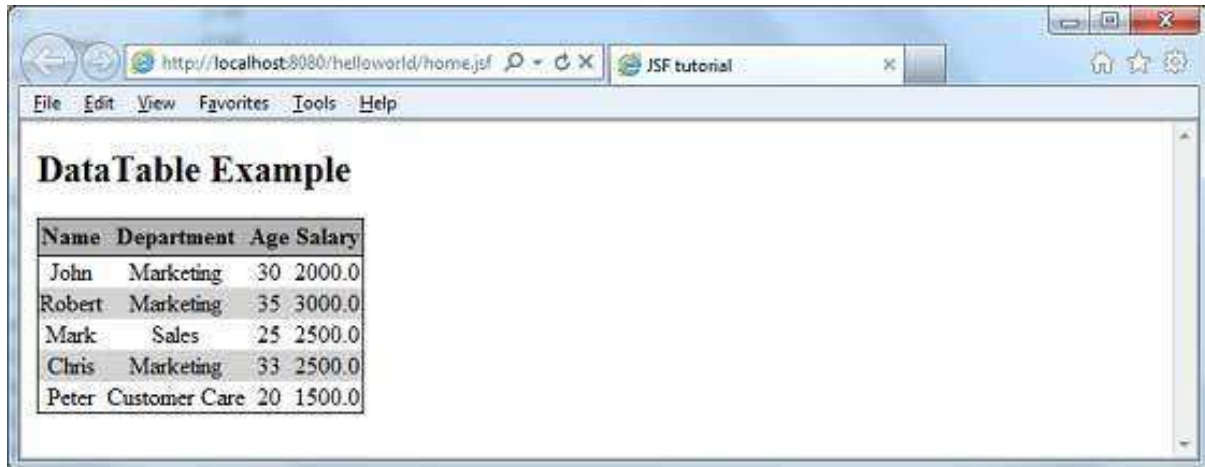 http://localhost:8080/helloworld/home.jsf
JSF tutorial
File Edit View Favorites Tools Help
DataTable Example
Name Department Age Salary
John Marketing 30 2000.0
Robert Marketing 35 3000.0
Mark Sales 25 2500.0
Chris Marketing 33 2500.0
Peter Customer Care 20 1500.0